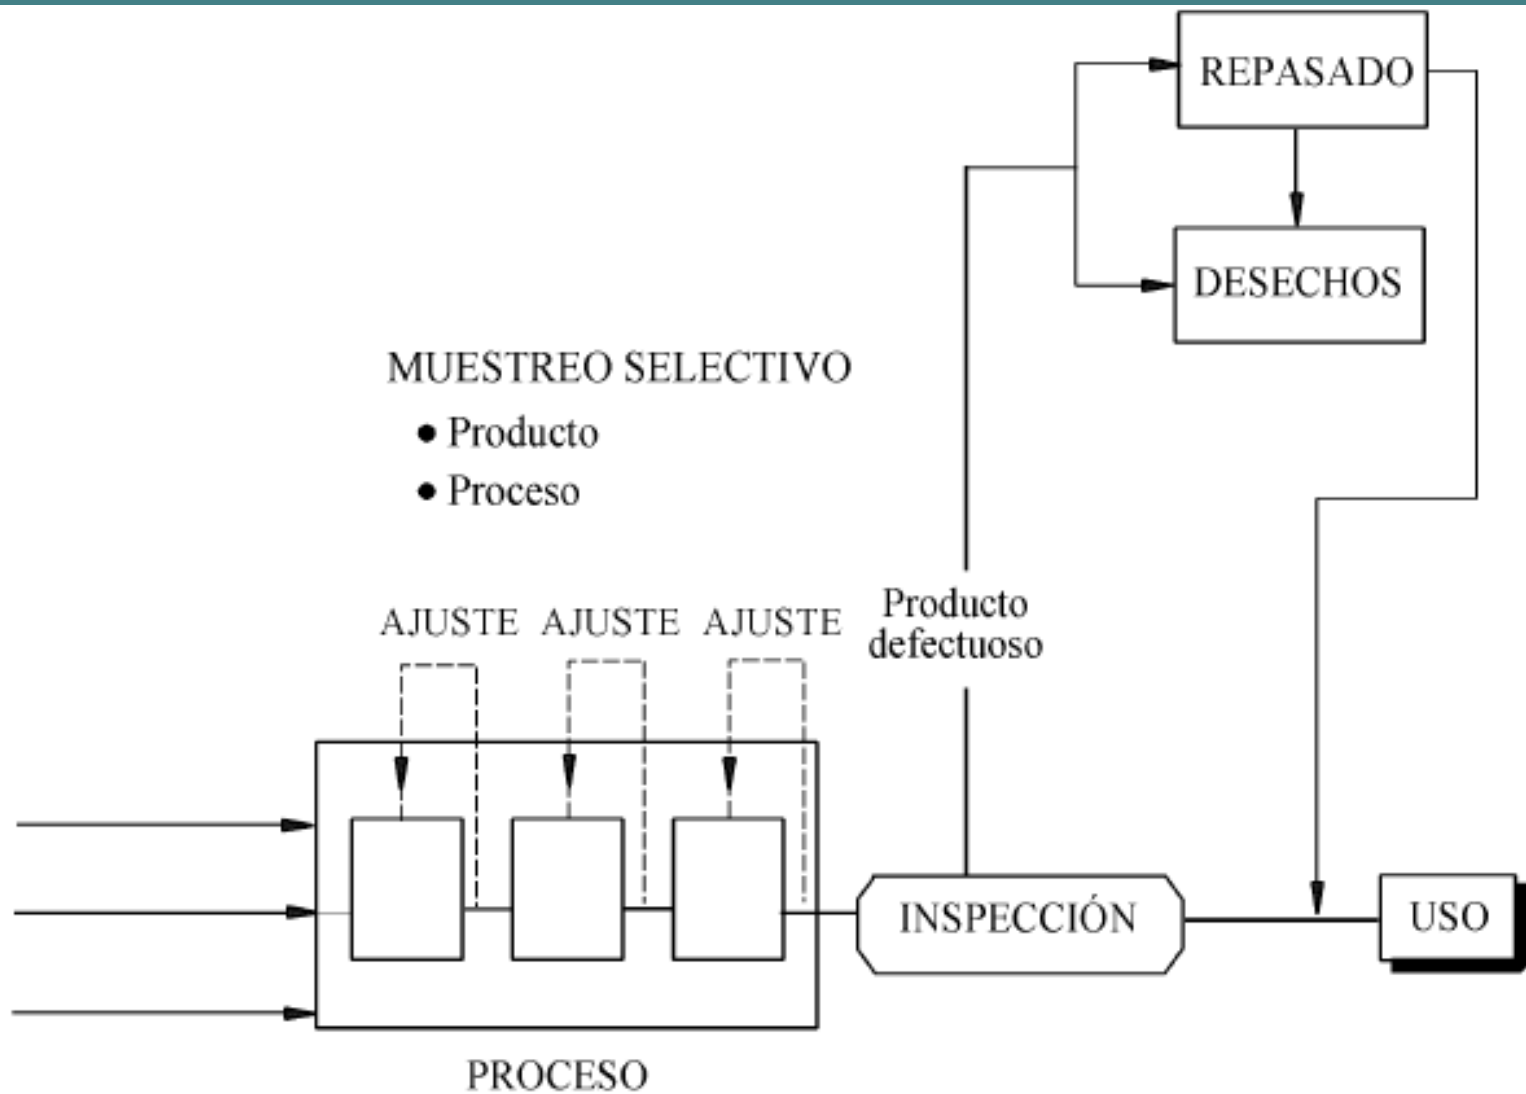 REPASADO
DESECHOS
MUESTREO SELECTIVO
• Producto
• Proceso
AJUSTE AJUSTE AJUSTE
Producto
defectuoso
INSPECCIÓN
USO
PROCESO